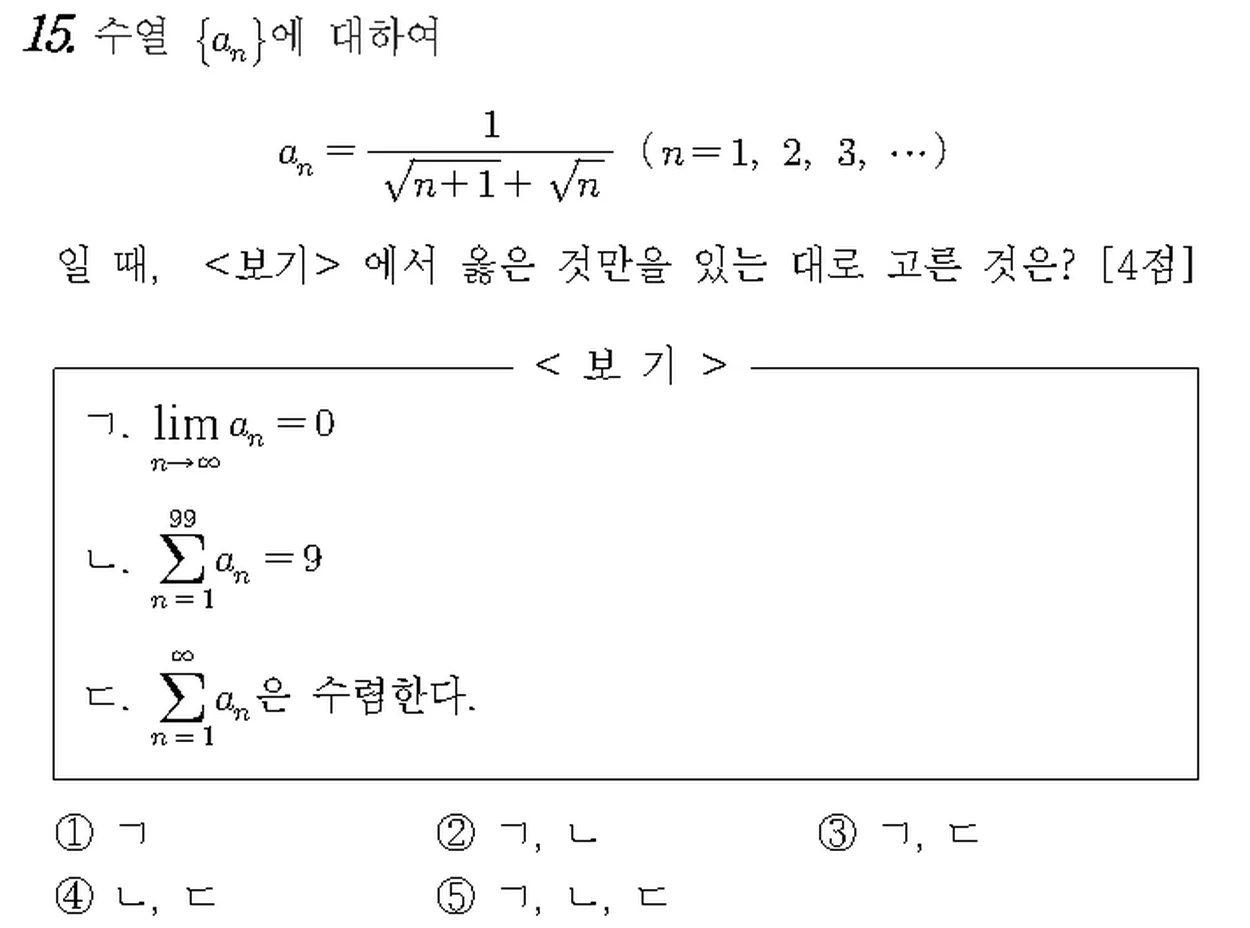 15. 수열 {aₙ}에 대하여
aₙ = 1/(√(n+1) + √n) (n=1, 2, 3, ⋯)
일 때, <보기> 에서 옳은 것만을 있는 대로 고른 것은? [4점]
< 보 기 >
ㄱ. lim_{n→∞} aₙ = 0
ㄴ. ∑_{n=1}^{99} aₙ = 9
ㄷ. ∑_{n=1}^{∞} aₙ은 수렴한다.
① ㄱ ② ㄱ, ㄴ ③ ㄱ, ㄷ
④ ㄴ, ㄷ ⑤ ㄱ, ㄴ, ㄷ